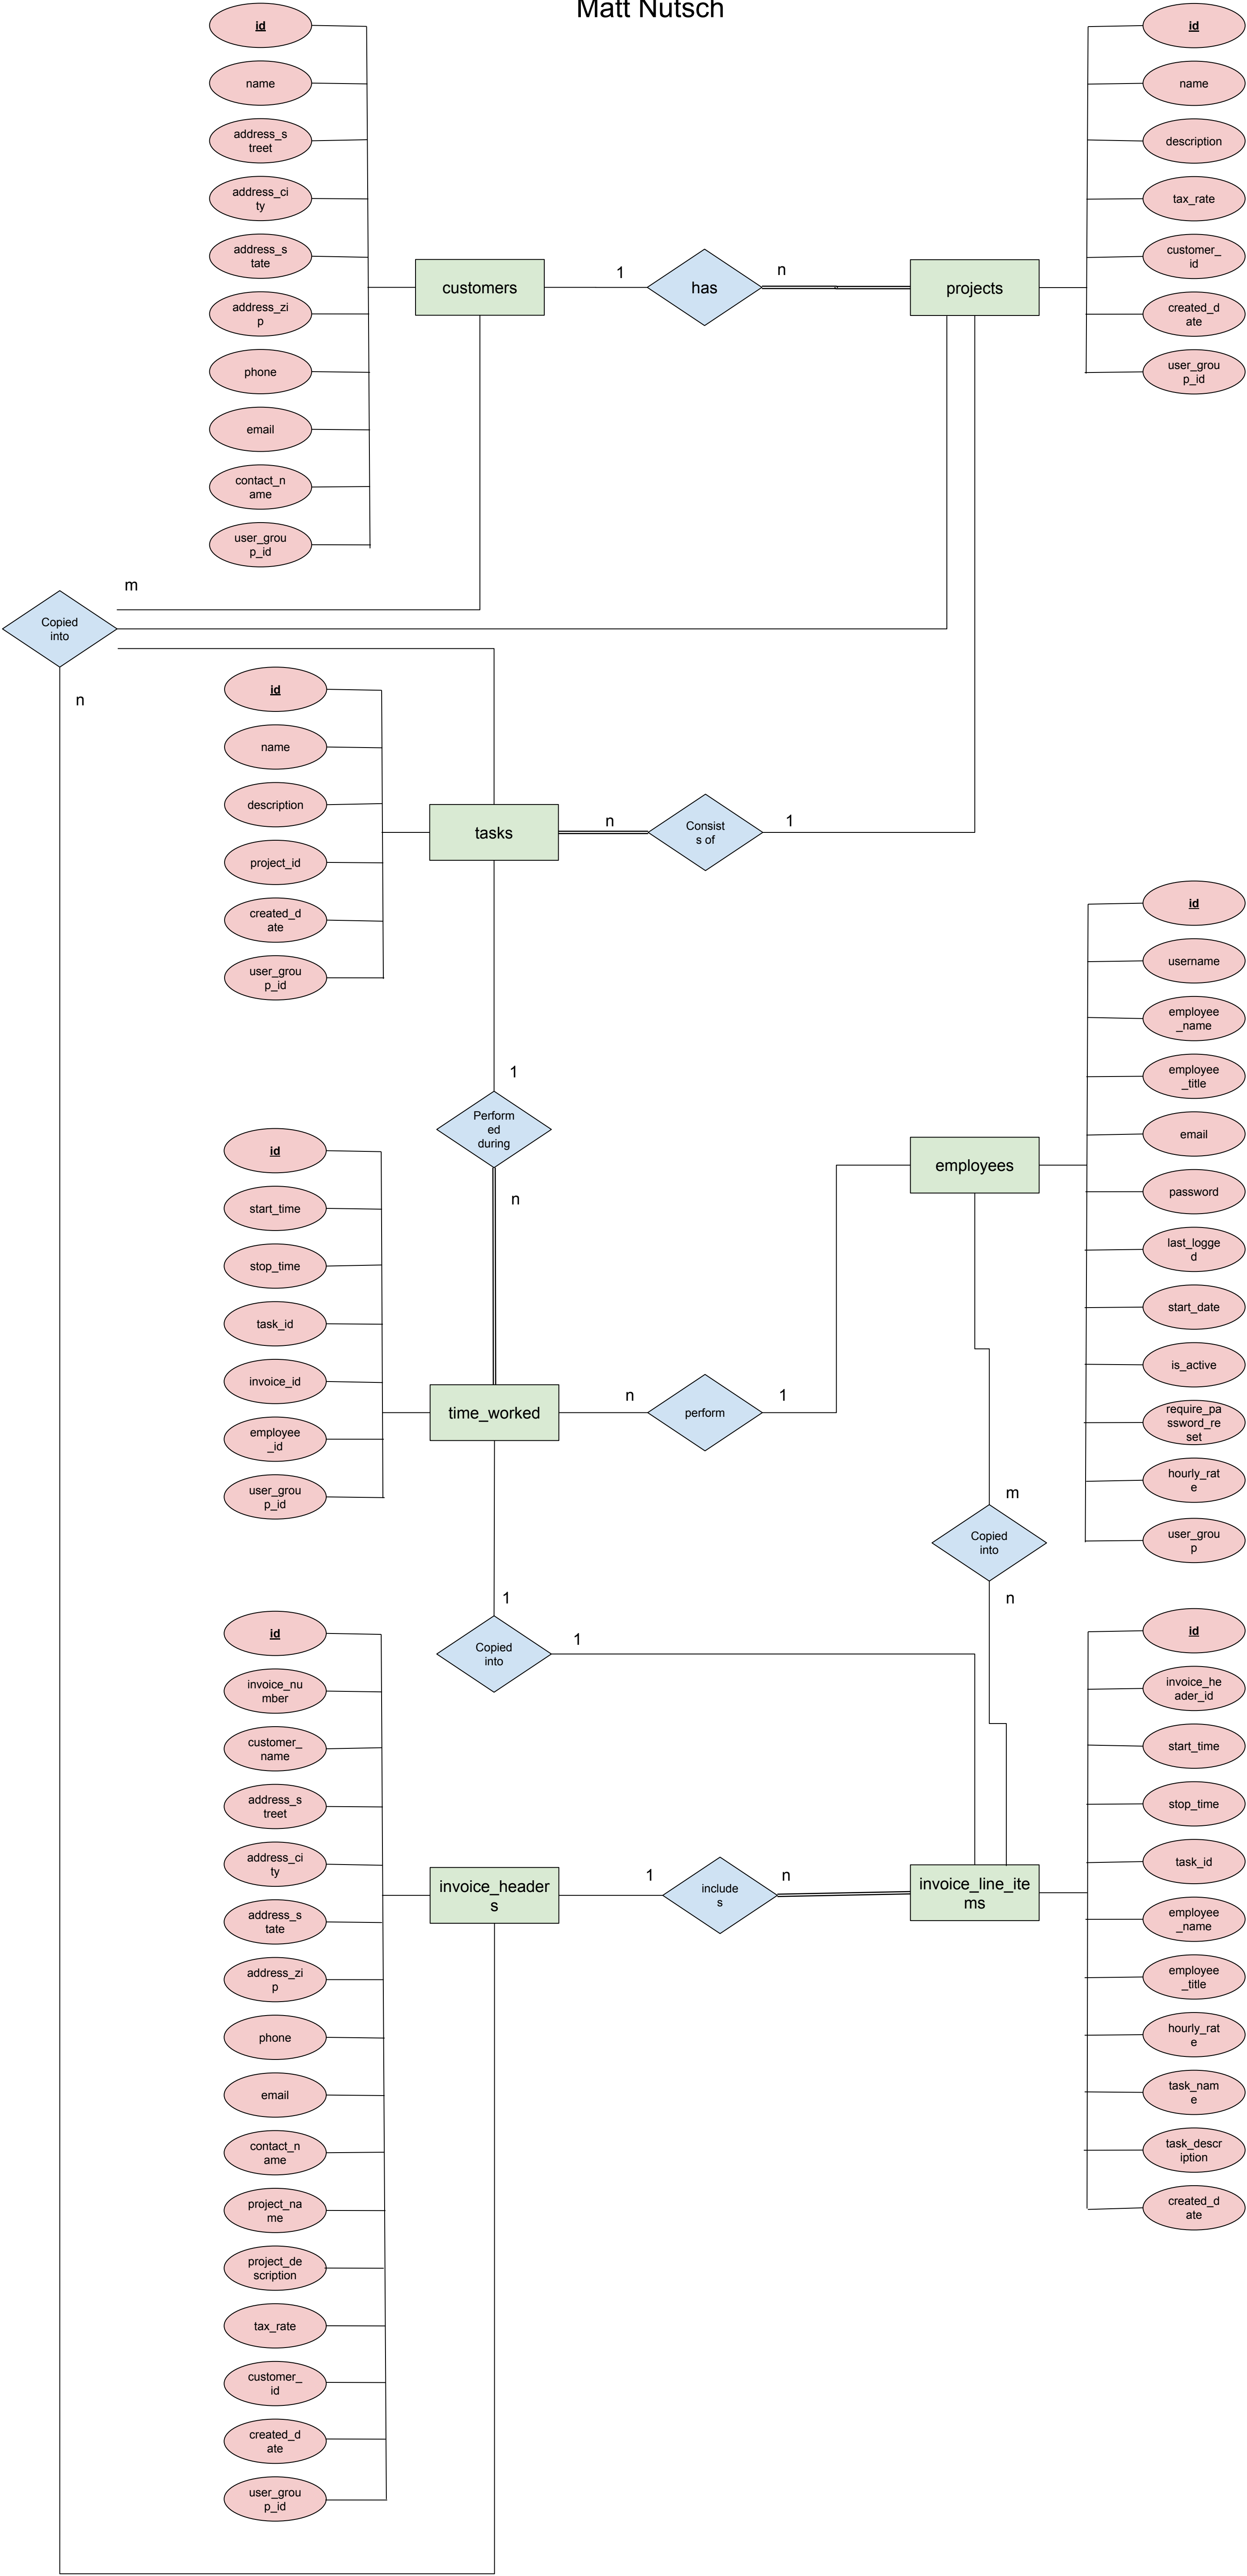 Matt Nutsch
id
name
address_s
treet
address_ci
ty
address_s
tate
address_zi
p
phone
email
contact_n
ame
user_grou
p_id
customers
1
has
n
projects
id
name
description
tax_rate
customer_
id
created_d
ate
user_grou
p_id
m
Copied
into
n
id
name
description
project_id
created_d
ate
user_grou
p_id
tasks
n
Consist
s of
1
1
Perform
ed
during
n
id
username
employee
_name
employee
_title
email
password
last_logge
d
start_date
is_active
require_pa
ssword_re
set
hourly_rat
e
user_grou
p
employees
id
start_time
stop_time
task_id
invoice_id
employee
_id
user_grou
p_id
time_worked
n
perform
1
m
Copied
into
n
1
Copied
into
1
id
invoice_nu
mber
customer_
name
address_s
treet
address_ci
ty
address_s
tate
address_zi
p
phone
email
contact_n
ame
project_na
me
project_de
scription
tax_rate
customer_
id
created_d
ate
user_grou
p_id
invoice_header
s
1
include
s
n
invoice_line_ite
ms
id
invoice_he
ader_id
start_time
stop_time
task_id
employee
_name
employee
_title
hourly_rat
e
task_nam
e
task_descr
iption
created_d
ate